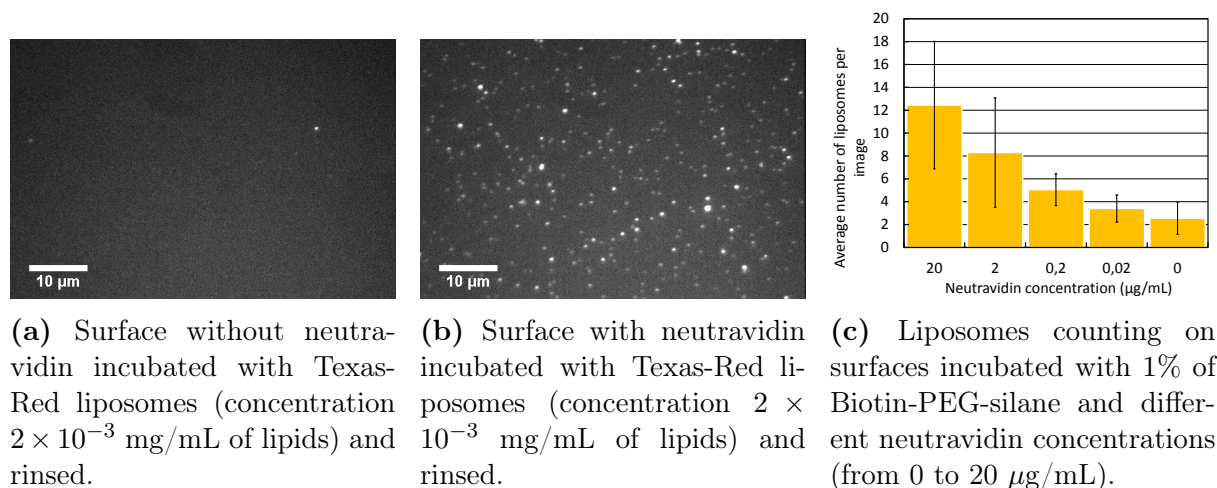 10 µm
10 µm
20
18
16
14
12
10
8
6
4
2
0
Average number of liposomes per
image
20 2 0,2 0,02 0
Neutravidin concentration (µg/mL)
(a) Surface without neutra-
vidin incubated with Texas-
Red liposomes (concentration
2 × 10⁻³ mg/mL of lipids) and
rinsed.
(b) Surface with neutravidin
incubated with Texas-Red li-
posomes (concentration 2 ×
10⁻³ mg/mL of lipids) and
rinsed.
(c) Liposomes counting on
surfaces incubated with 1% of
Biotin-PEG-silane and differ-
ent neutravidin concentrations
(from 0 to 20 µg/mL).